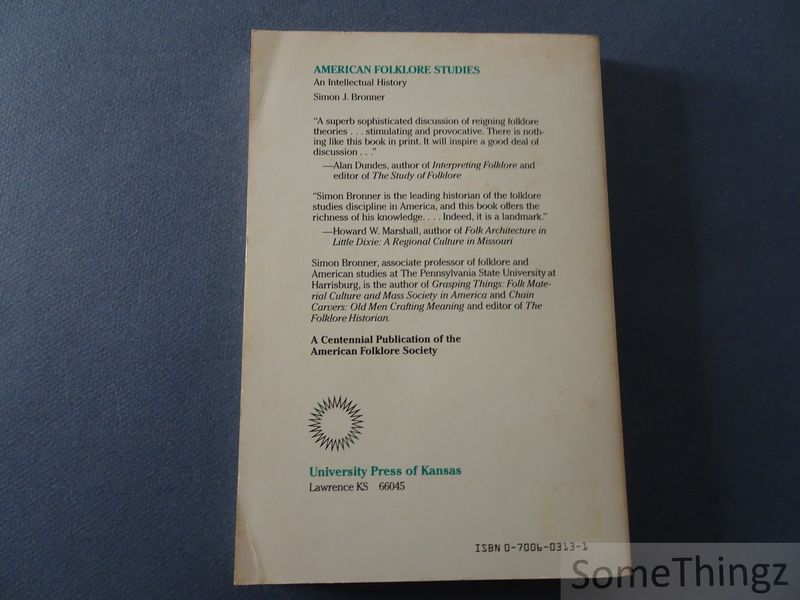 AMERICAN FOLKLORE STUDIES
An Intellectual History
Simon J. Bronner
"A superb sophisticated discussion of reigning folklore
theories . . . stimulating and provocative. There is noth-
ing like this book in print. It will inspire a good deal of
discussion . . ."
—Alan Dundes, author of Interpreting Folklore and
editor of The Study of Folklore
"Simon Bronner is the leading historian of the folklore
studies discipline in America, and this book offers the
richness of his knowledge. . . . Indeed, it is a landmark."
—Howard W. Marshall, author of Folk Architecture in
Little Dixie: A Regional Culture in Missouri
Simon Bronner, associate professor of folklore and
American studies at The Pennsylvania State University at
Harrisburg, is the author of Grasping Things: Folk Mate-
rial Culture and Mass Society in America and Chain
Carvers: Old Men Crafting Meaning and editor of The
Folklore Historian.
A Centennial Publication of the
American Folklore Society
University Press of Kansas
Lawrence KS 66045
ISBN 0-7006-0313-1
SomeThingz